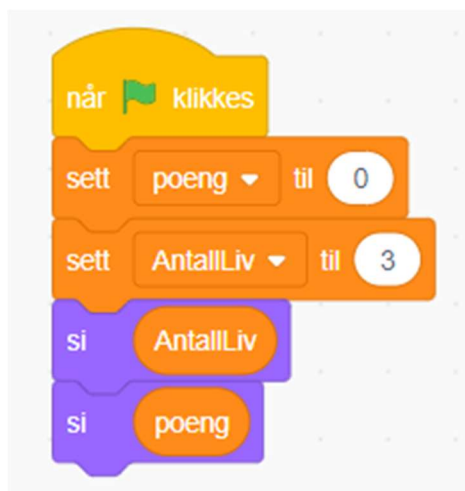 når klikkes
sett poeng til 0
sett AntallLiv til 3
si AntallLiv
si poeng